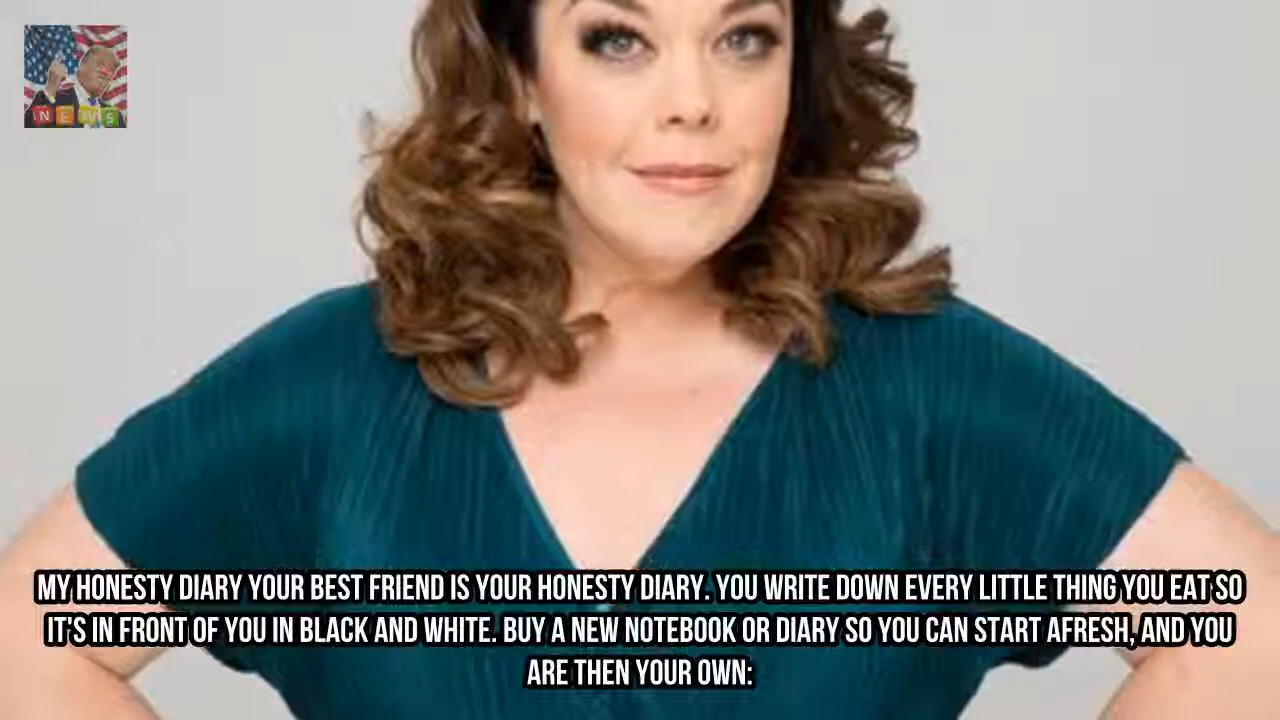 NEWS
MY HONESTY DIARY YOUR BEST FRIEND IS YOUR HONESTY DIARY. YOU WRITE DOWN EVERY LITTLE THING YOU EAT SO
IT'S IN FRONT OF YOU IN BLACK AND WHITE. BUY A NEW NOTEBOOK OR DIARY SO YOU CAN START AFRESH, AND YOU
ARE THEN YOUR OWN: